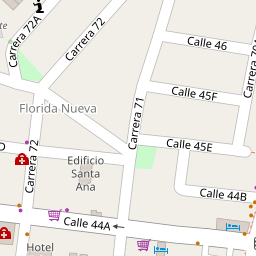 Carrera 72A
Carrera 72
Calle 46
Calle 45F
Florida Nueva
Carrera 71
Calle 45E
Carrera 72
Edificio
Santa
Ana
Calle 44B
Calle 44A
Hotel